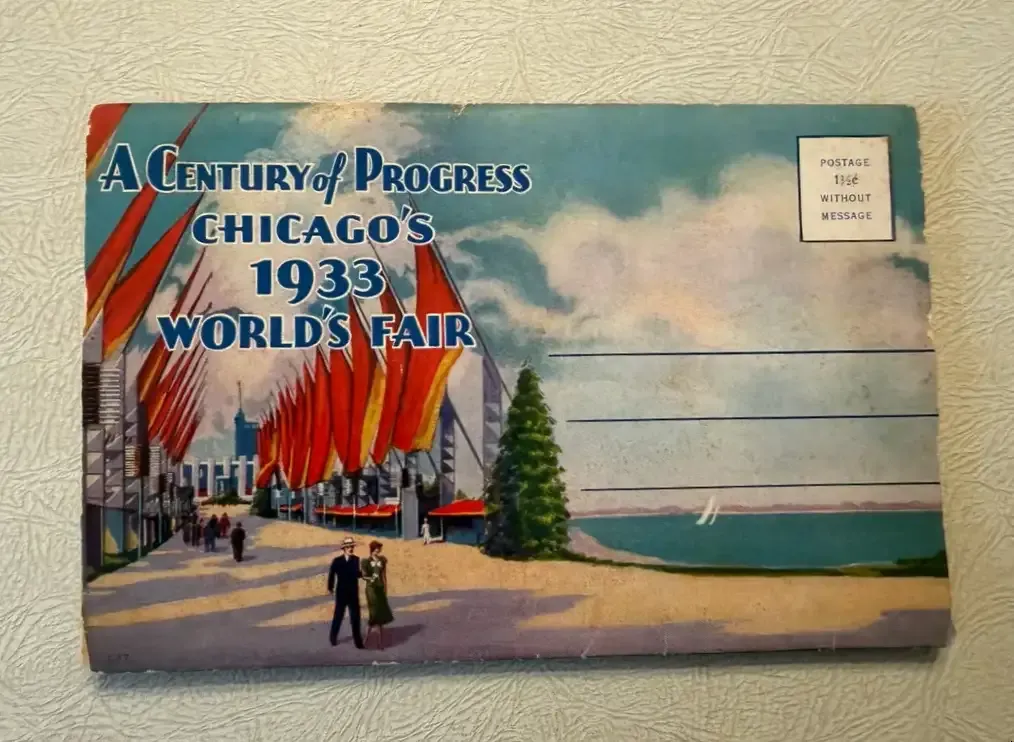 A Century of Progress
Chicago's
1933
World's Fair
POSTAGE
1½¢
WITHOUT
MESSAGE